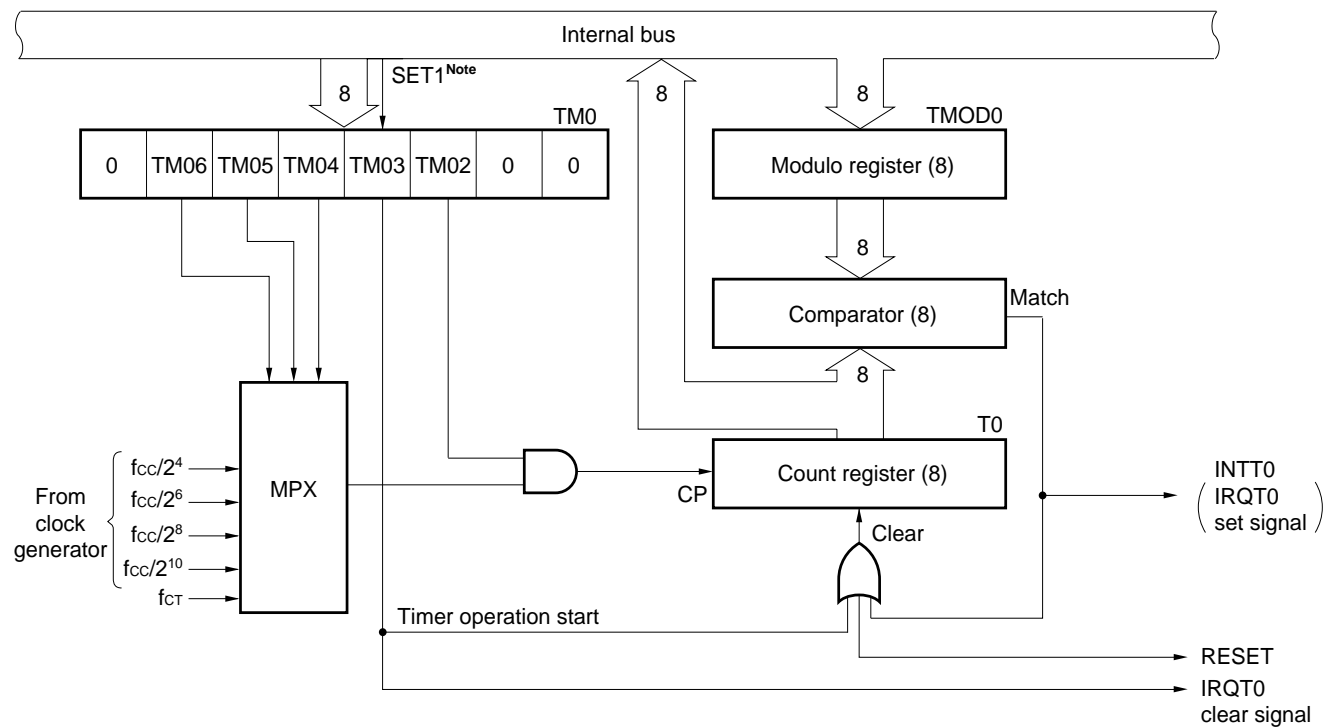 Internal bus
8
SET1Note
8
8
TM0
TMOD0
0 TM06 TM05 TM04 TM03 TM02 0 0
Modulo register (8)
8
Match
Comparator (8)
8
T0
Count register (8)
CP
Clear
MPX
From
clock
generator
fCC/2^4
fCC/2^6
fCC/2^8
fCC/2^10
fCT
INTT0
( IRQT0 )
set signal
Timer operation start
RESET
IRQT0
clear signal